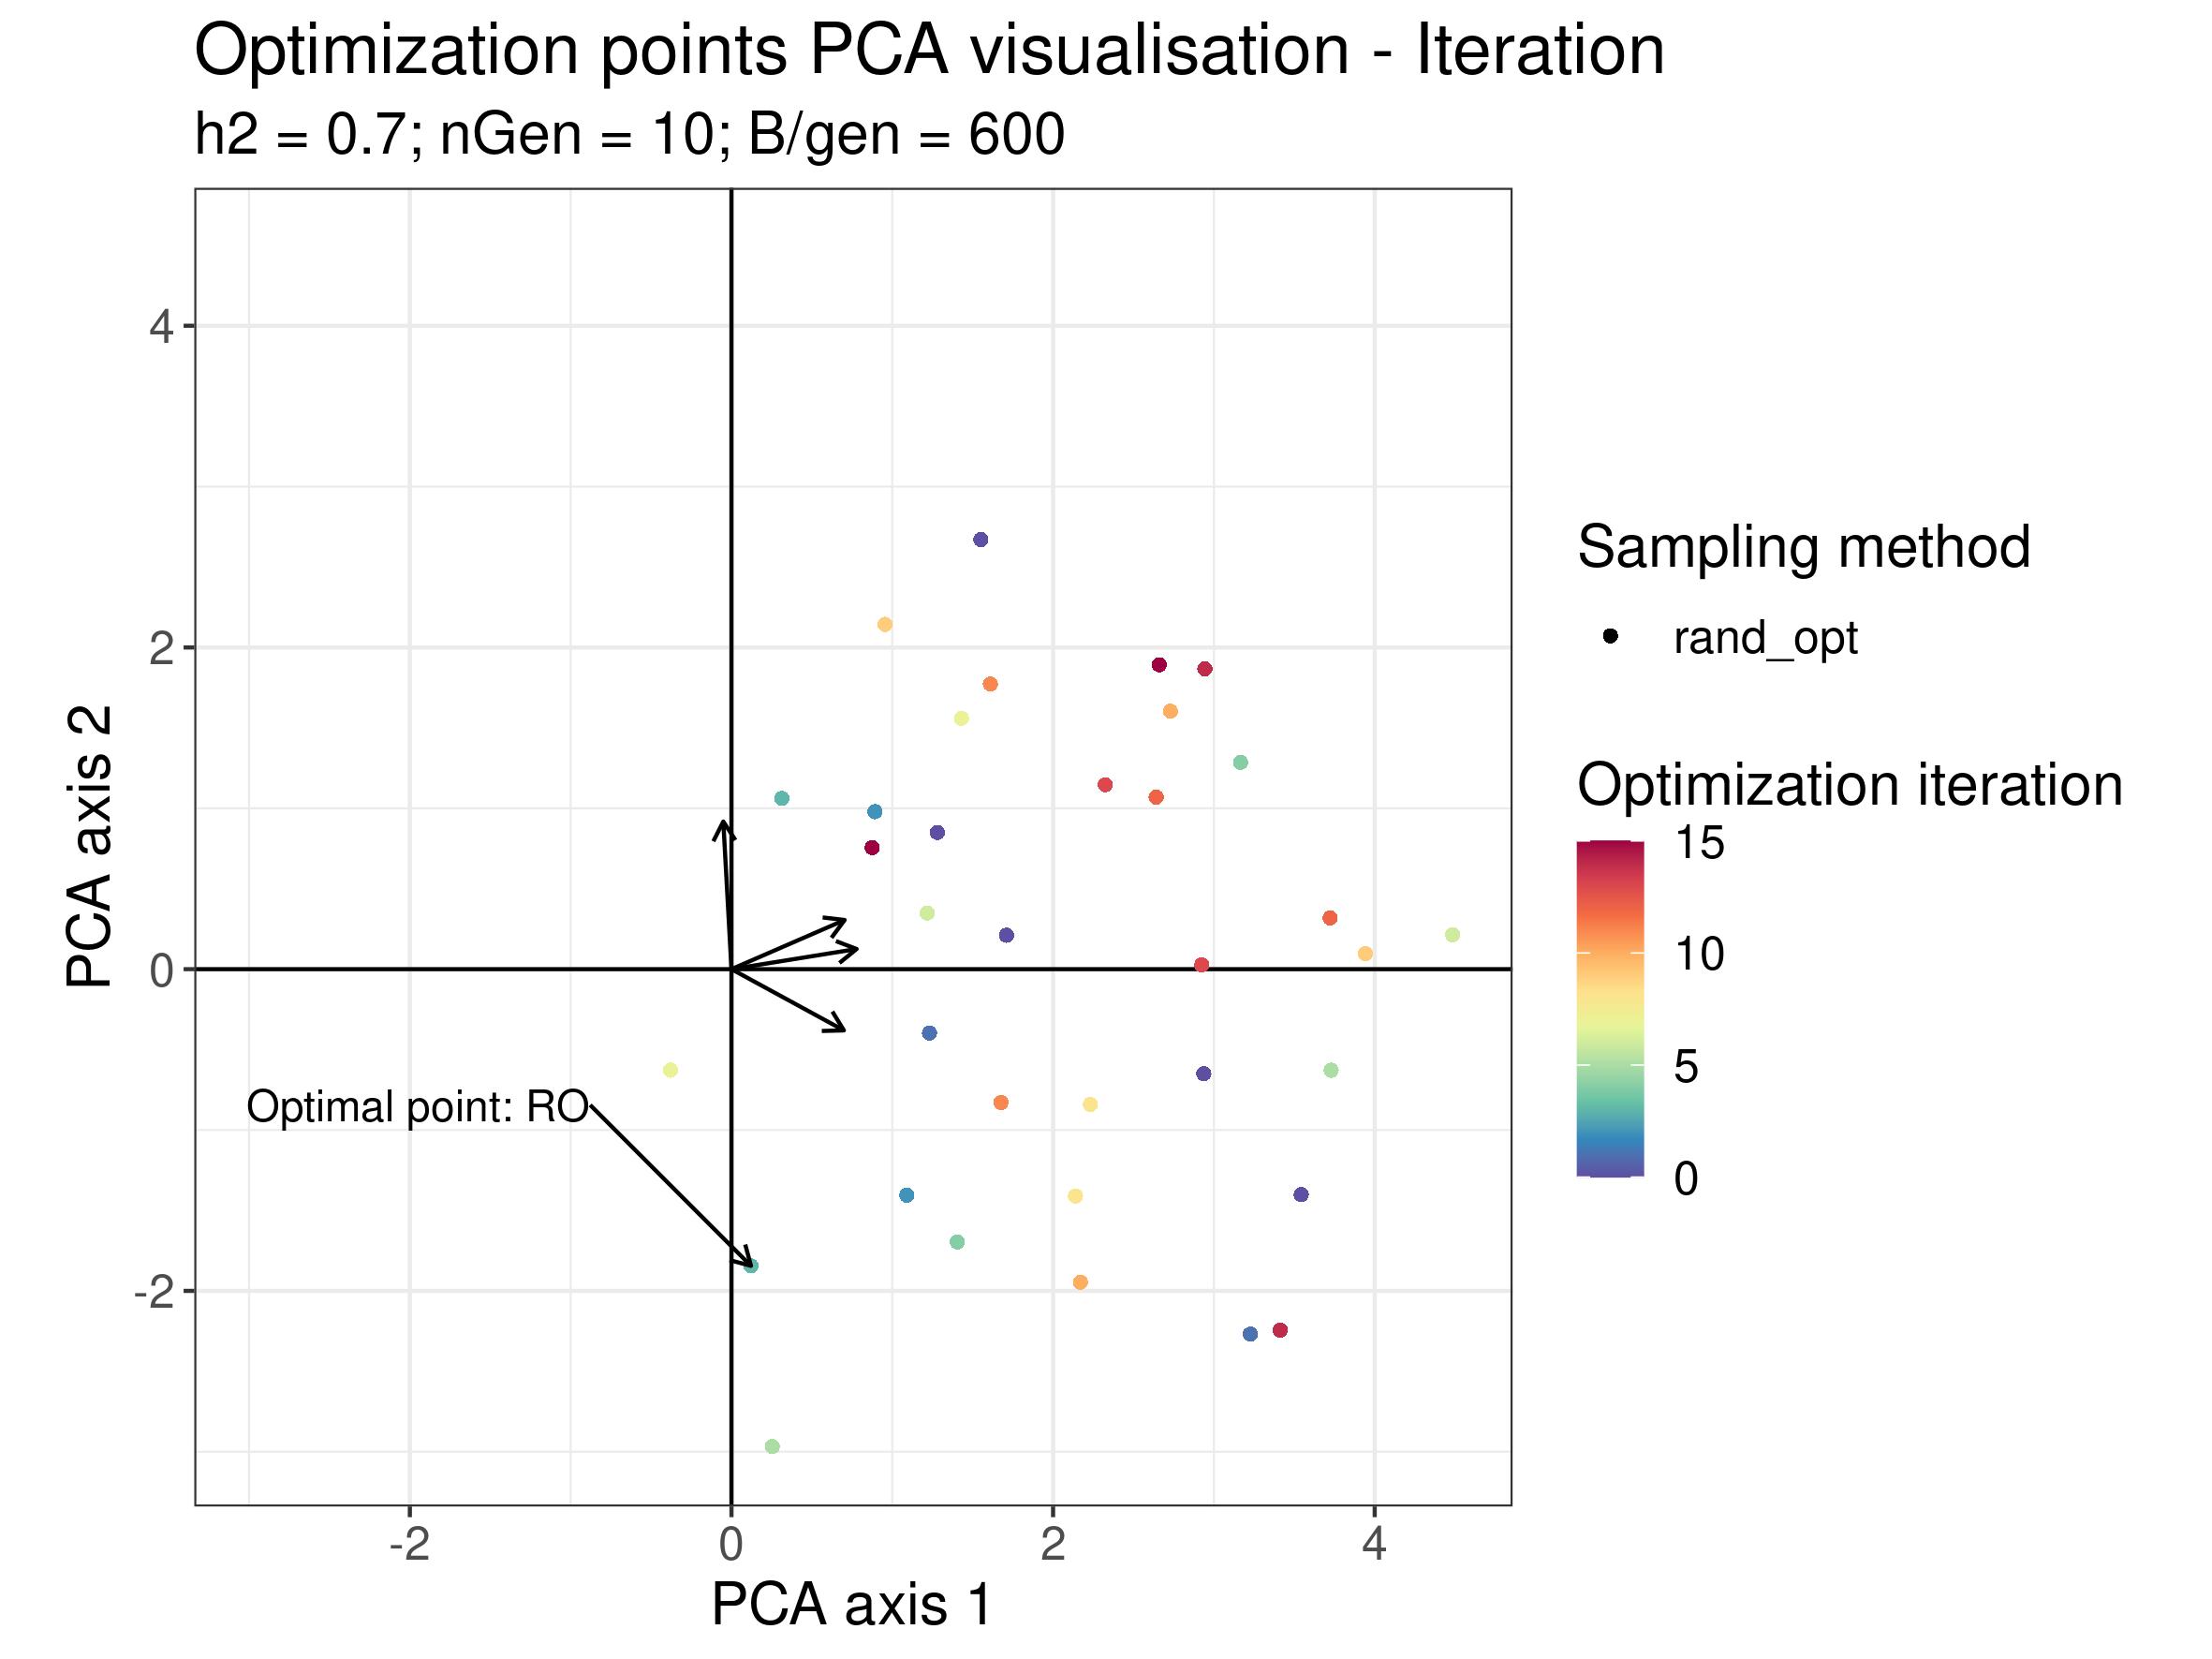 Optimization points PCA visualisation - Iteration
h2 = 0.7; nGen = 10; B/gen = 600
4
2
0
-2
PCA axis 2
Optimal point: RO
-2
0
2
4
PCA axis 1
Sampling method
rand_opt
Optimization iteration
15
10
5
0